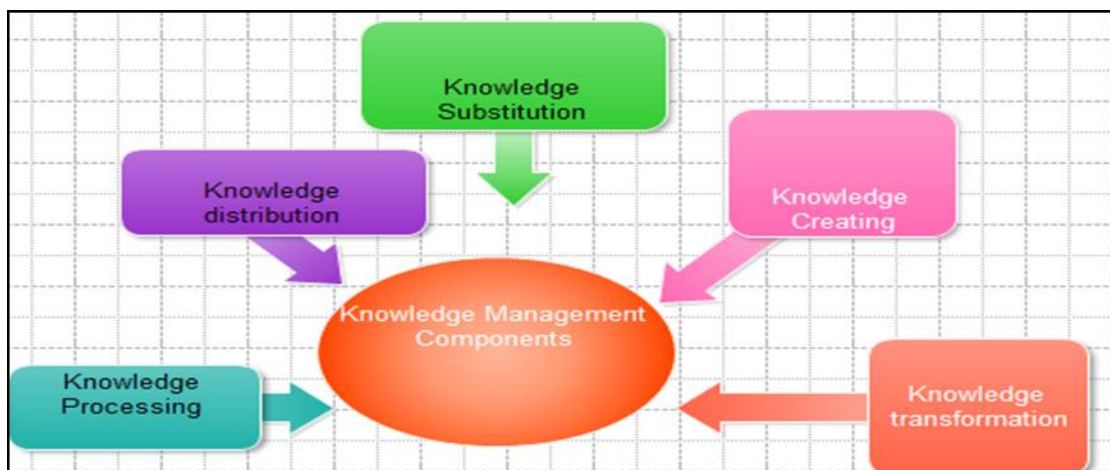 Knowledge
Substitution
Knowledge
distribution
Knowledge
Creating
Knowledge Management
Components
Knowledge
Processing
Knowledge
transformation